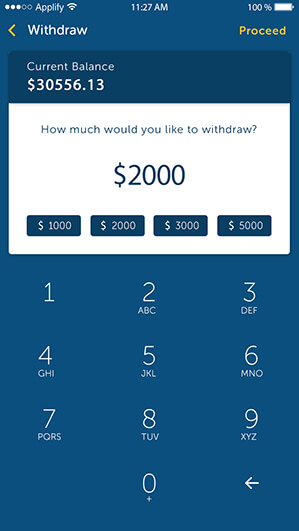 Applify 11:27 AM 100 %
Withdraw Proceed
Current Balance
$30556.13
How much would you like to withdraw?
$2000
$ 1000 $ 2000 $ 3000 $ 5000
1 2 3
ABC DEF
4 5 6
GHI JKL MNO
7 8 9
PQRS TUV XYZ
0
+